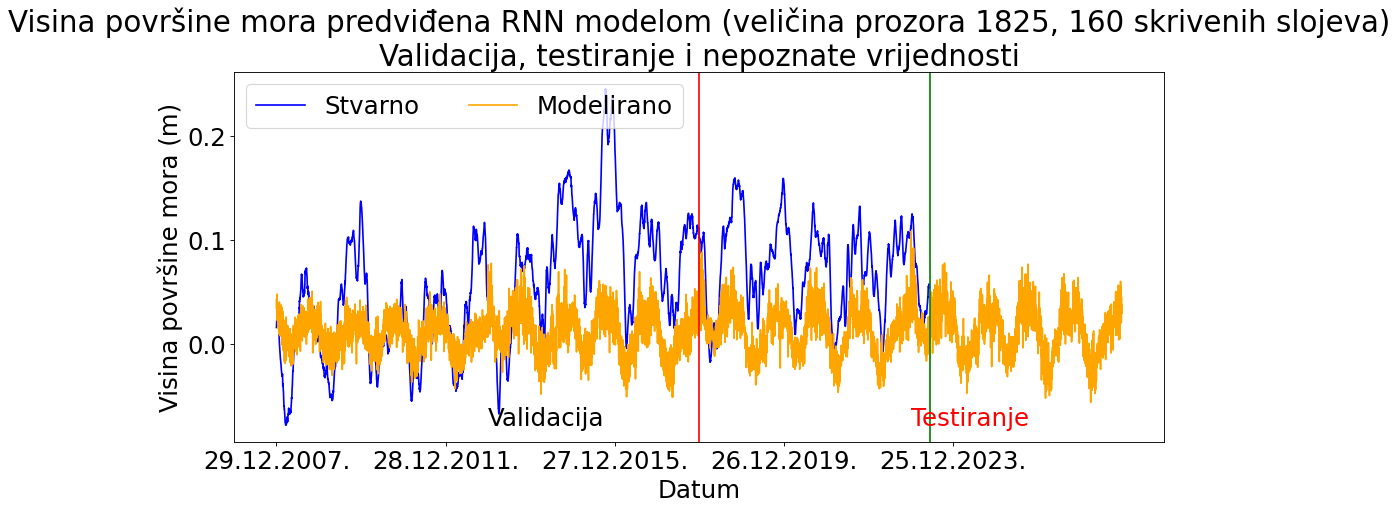 Visina površine mora predviđena RNN modelom (veličina prozora 1825, 160 skrivenih slojeva)
Validacija, testiranje i nepoznate vrijednosti
Stvarno Modelirano
Visina površine mora (m)
0.2
0.1
0.0
Validacija Testiranje
29.12.2007. 28.12.2011. 27.12.2015. 26.12.2019. 25.12.2023.
Datum